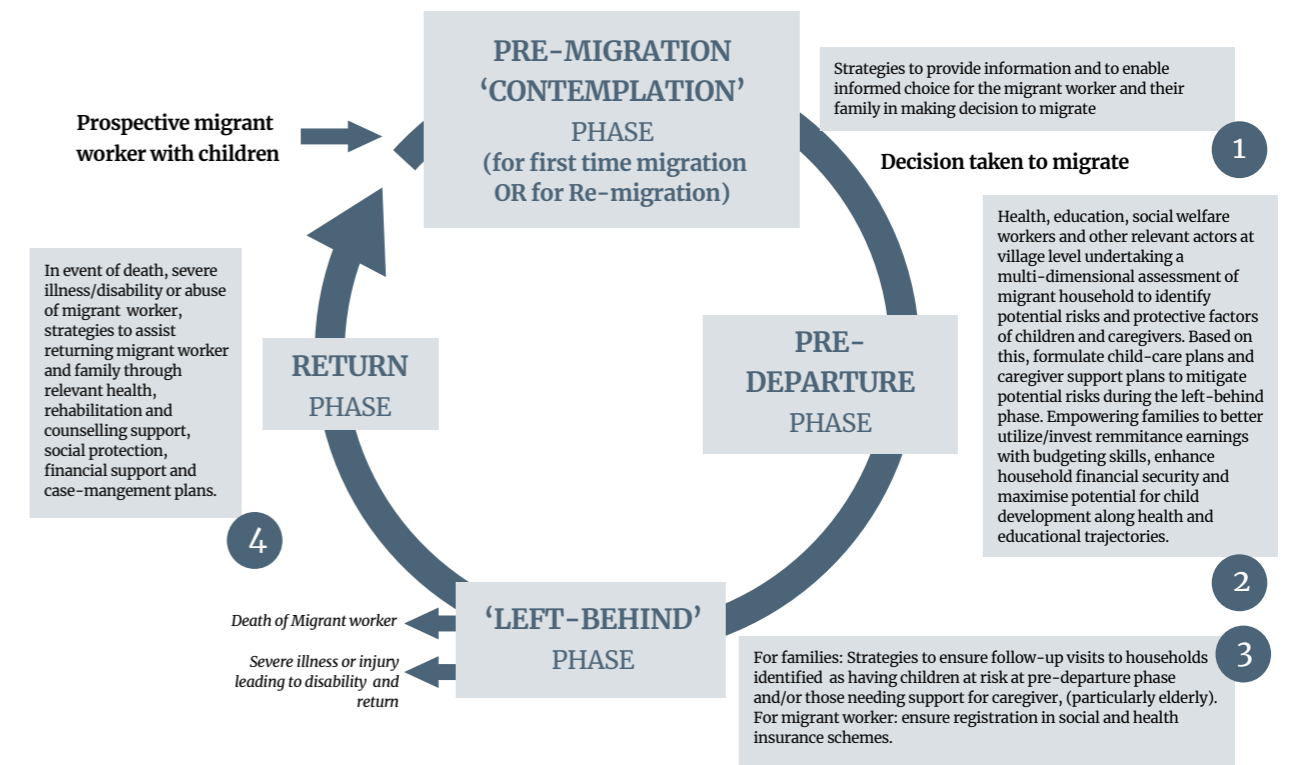 PRE-MIGRATION
‘CONTEMPLATION’
PHASE
(for first time migration
OR for Re-migration)
Prospective migrant
worker with children
Strategies to provide information and to enable
informed choice for the migrant worker and their
family in making decision to migrate
1
Decision taken to migrate
Health, education, social welfare
workers and other relevant actors at
village level undertaking a
multi-dimensional assessment of
migrant household to identify
potential risks and protective factors
of children and caregivers. Based on
this, formulate child-care plans and
caregiver support plans to mitigate
potential risks during the left-behind
phase. Empowering families to better
utilize/invest remmitance earnings
with budgeting skills, enhance
household financial security and
maximise potential for child
development along health and
educational trajectories.
2
PRE-
DEPARTURE
PHASE
‘LEFT-BEHIND’
PHASE
3
For families: Strategies to ensure follow-up visits to households
identified as having children at risk at pre-departure phase
and/or those needing support for caregiver, (particularly elderly).
For migrant worker: ensure registration in social and health
insurance schemes.
Death of Migrant worker
Severe illness or injury
leading to disability and
return
RETURN
PHASE
In event of death, severe
illness/disability or abuse
of migrant worker,
strategies to assist
returning migrant worker
and family through
relevant health,
rehabilitation and
counselling support,
social protection,
financial support and
case-mangement plans.
4